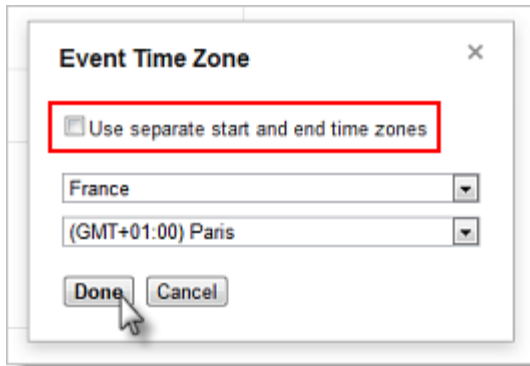 Event Time Zone
Use separate start and end time zones
France
(GMT+01:00) Paris
Done Cancel